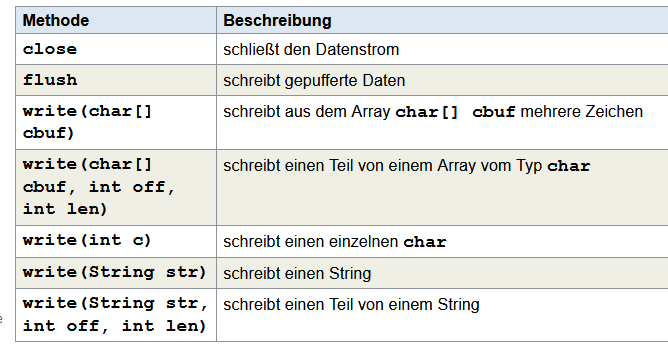 Methode Beschreibung
close schließt den Datenstrom
flush schreibt gepufferte Daten
write(char[] schreibt aus dem Array char[] cbuf mehrere Zeichen
cbuf)
write(char[] schreibt einen Teil von einem Array vom Typ char
cbuf, int off,
int len)
write(int c) schreibt einen einzelnen char
write(String str) schreibt einen String
write(String str, schreibt einen Teil von einem String
int off, int len)
e